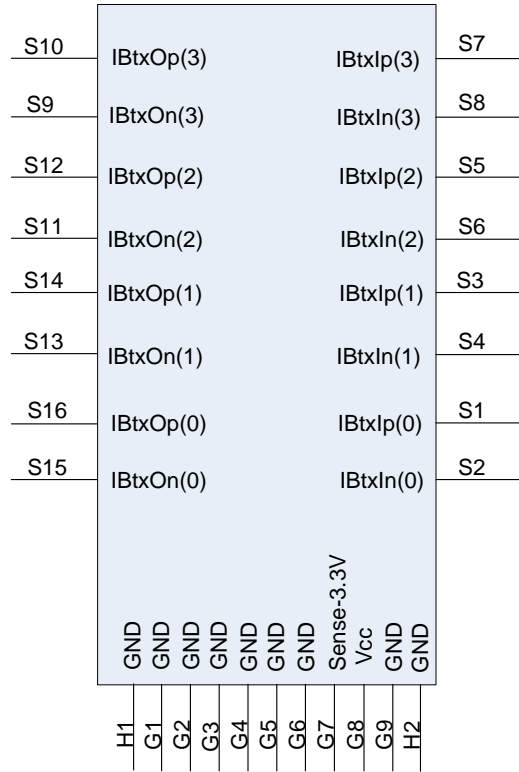 S10 IBtxOp(3) IBtxIp(3) S7
S9 IBtxOn(3) IBtxIn(3) S8
S12 IBtxOp(2) IBtxIp(2) S5
S11 IBtxOn(2) IBtxIn(2) S6
S14 IBtxOp(1) IBtxIp(1) S3
S13 IBtxOn(1) IBtxIn(1) S4
S16 IBtxOp(0) IBtxIp(0) S1
S15 IBtxOn(0) IBtxIn(0) S2
GND GND GND GND GND GND GND Sense-3.3V Vcc GND GND
H1 G1 G2 G3 G4 G5 G6 G7 G8 G9 H2